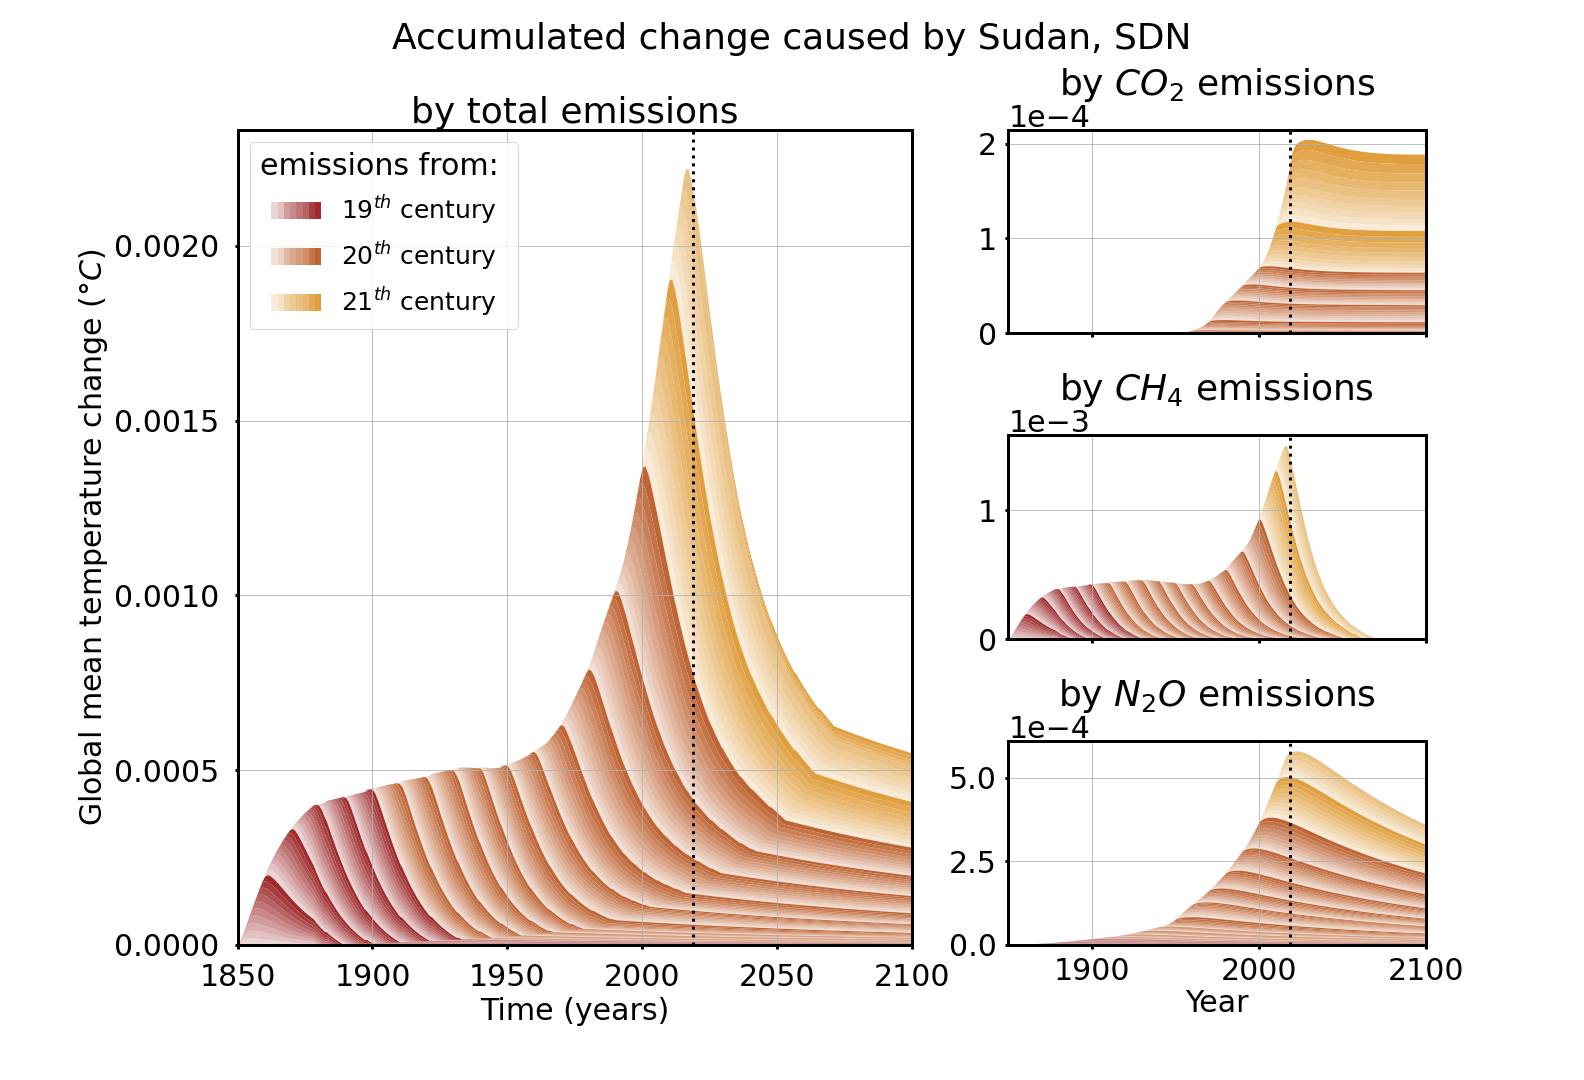 Accumulated change caused by Sudan, SDN
by total emissions
emissions from:
19th century
20th century
21th century
Global mean temperature change (°C)
0.0020
0.0015
0.0010
0.0005
0.0000
1850 1900 1950 2000 2050 2100
Time (years)
by CO2 emissions
1e−4
2
1
0
by CH4 emissions
1e−3
1
0
by N2O emissions
1e−4
5.0
2.5
0.0
1900 2000 2100
Year